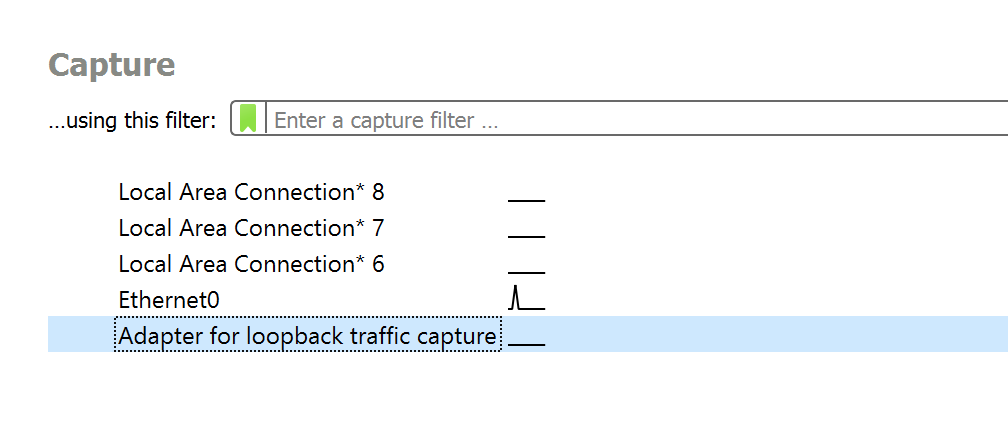 Capture
...using this filter: Enter a capture filter ...
Local Area Connection* 8
Local Area Connection* 7
Local Area Connection* 6
Ethernet0
Adapter for loopback traffic capture